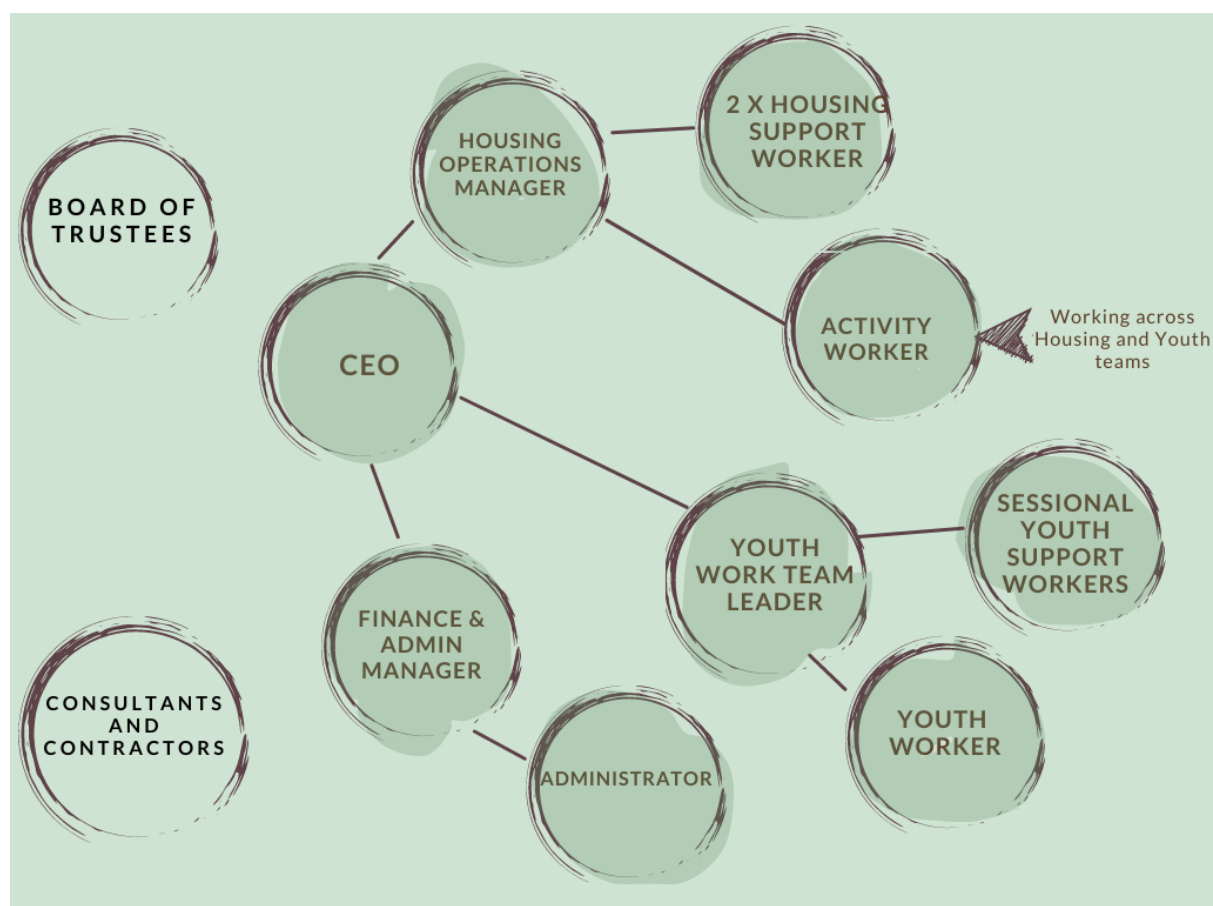 2 X HOUSING
SUPPORT
WORKER
HOUSING
OPERATIONS
MANAGER
BOARD OF
TRUSTEES
CEO
ACTIVITY
WORKER
Working across
Housing and Youth
teams
SESSIONAL
YOUTH
SUPPORT
WORKERS
YOUTH
WORK TEAM
LEADER
FINANCE &
ADMIN
MANAGER
CONSULTANTS
AND
CONTRACTORS
YOUTH
WORKER
ADMINISTRATOR